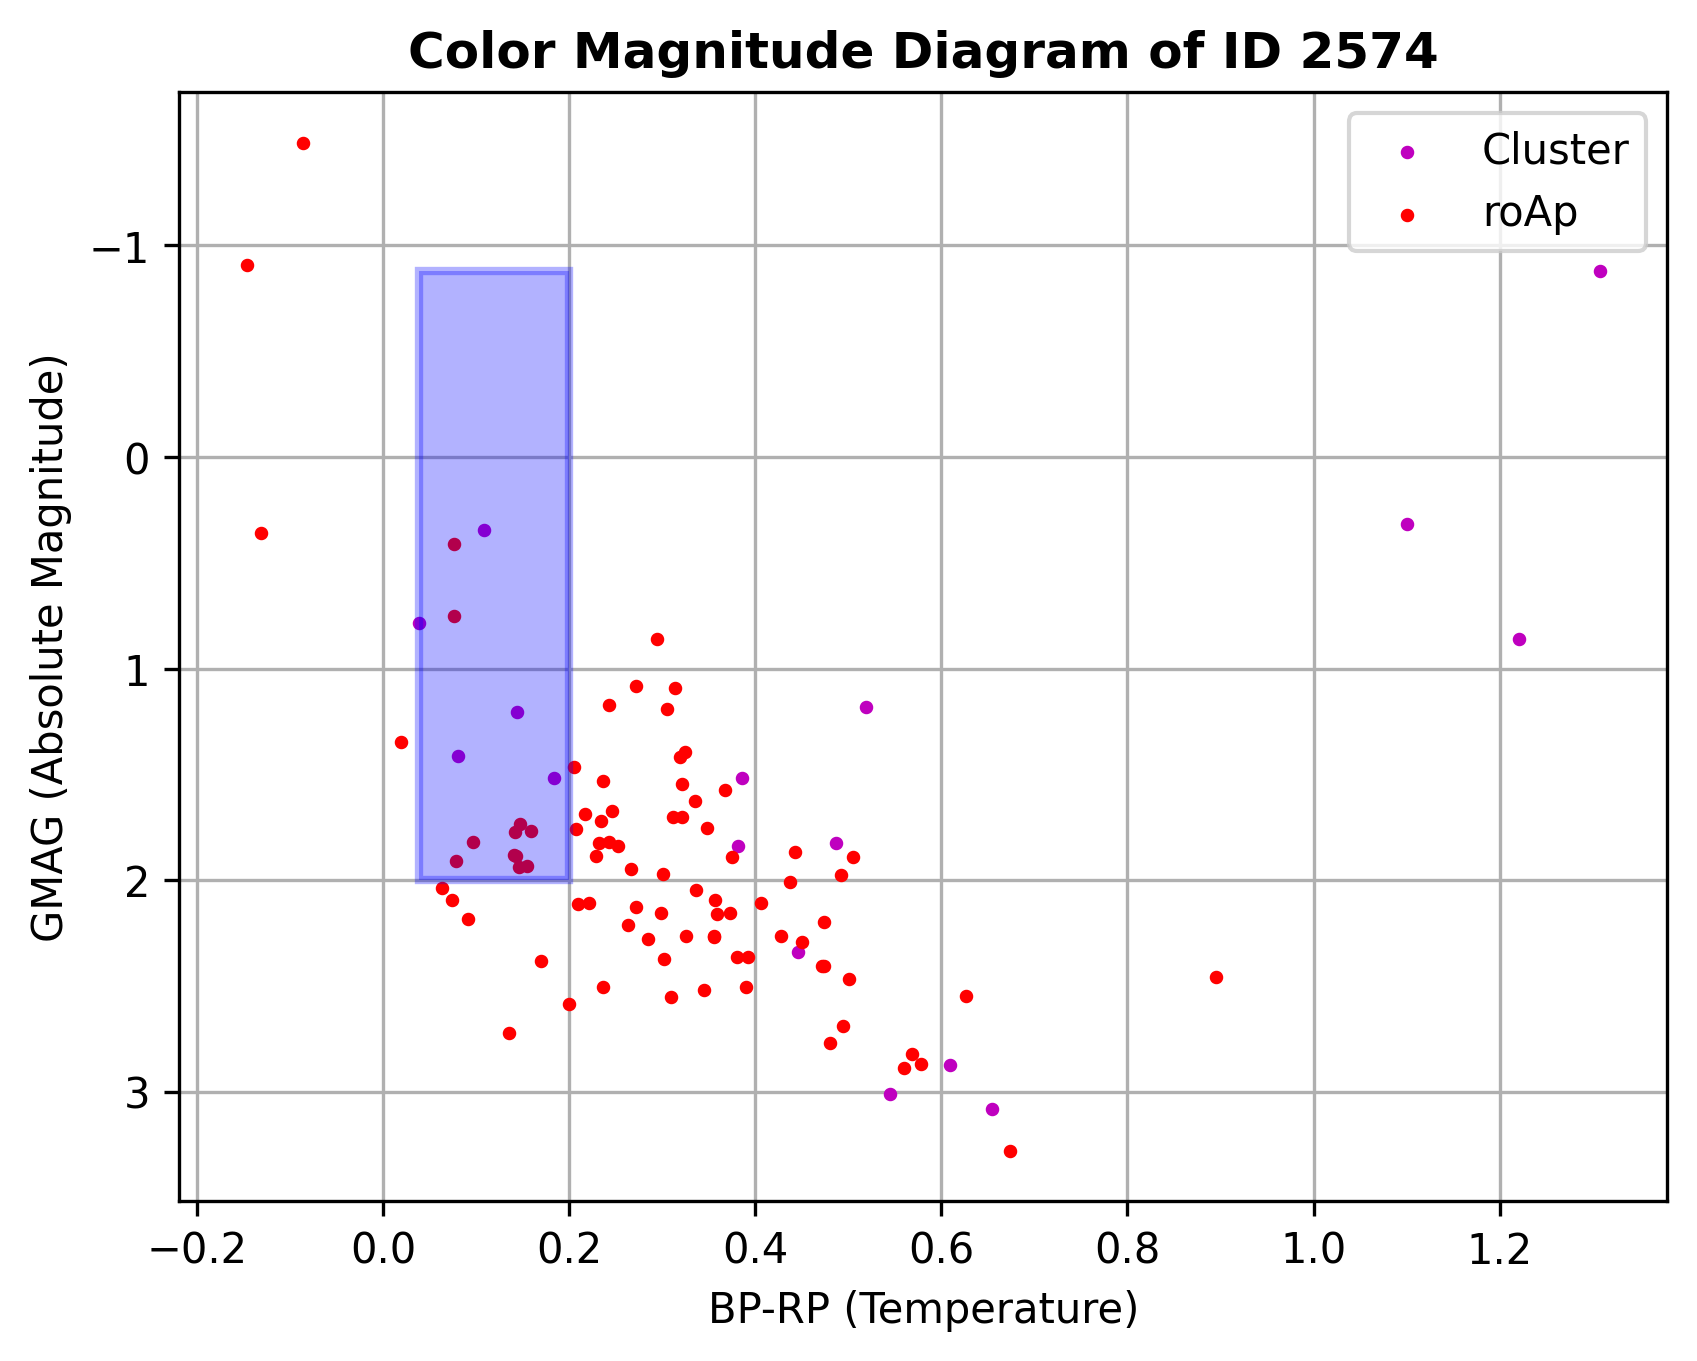 Color Magnitude Diagram of ID 2574
Cluster
roAp
GMAG (Absolute Magnitude)
−1
0
1
2
3
−0.2 0.0 0.2 0.4 0.6 0.8 1.0 1.2
BP-RP (Temperature)